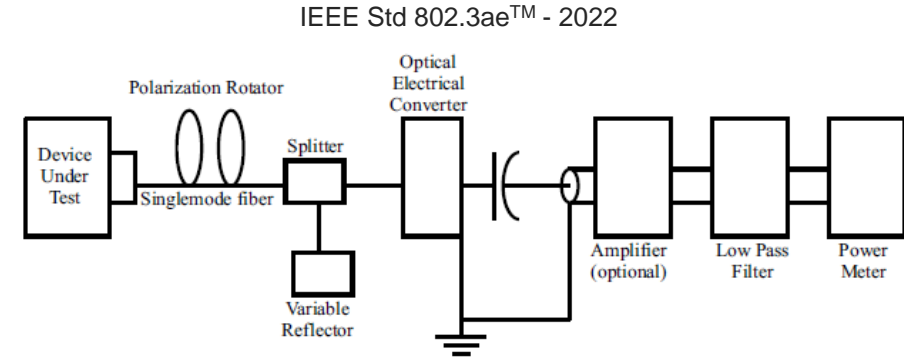 IEEE Std 802.3aeTM - 2022
Optical
Electrical
Converter
Polarization Rotator
Splitter
Device
Under
Test
Singlemode fiber
Amplifier
(optional)
Low Pass
Filter
Power
Meter
Variable
Reflector